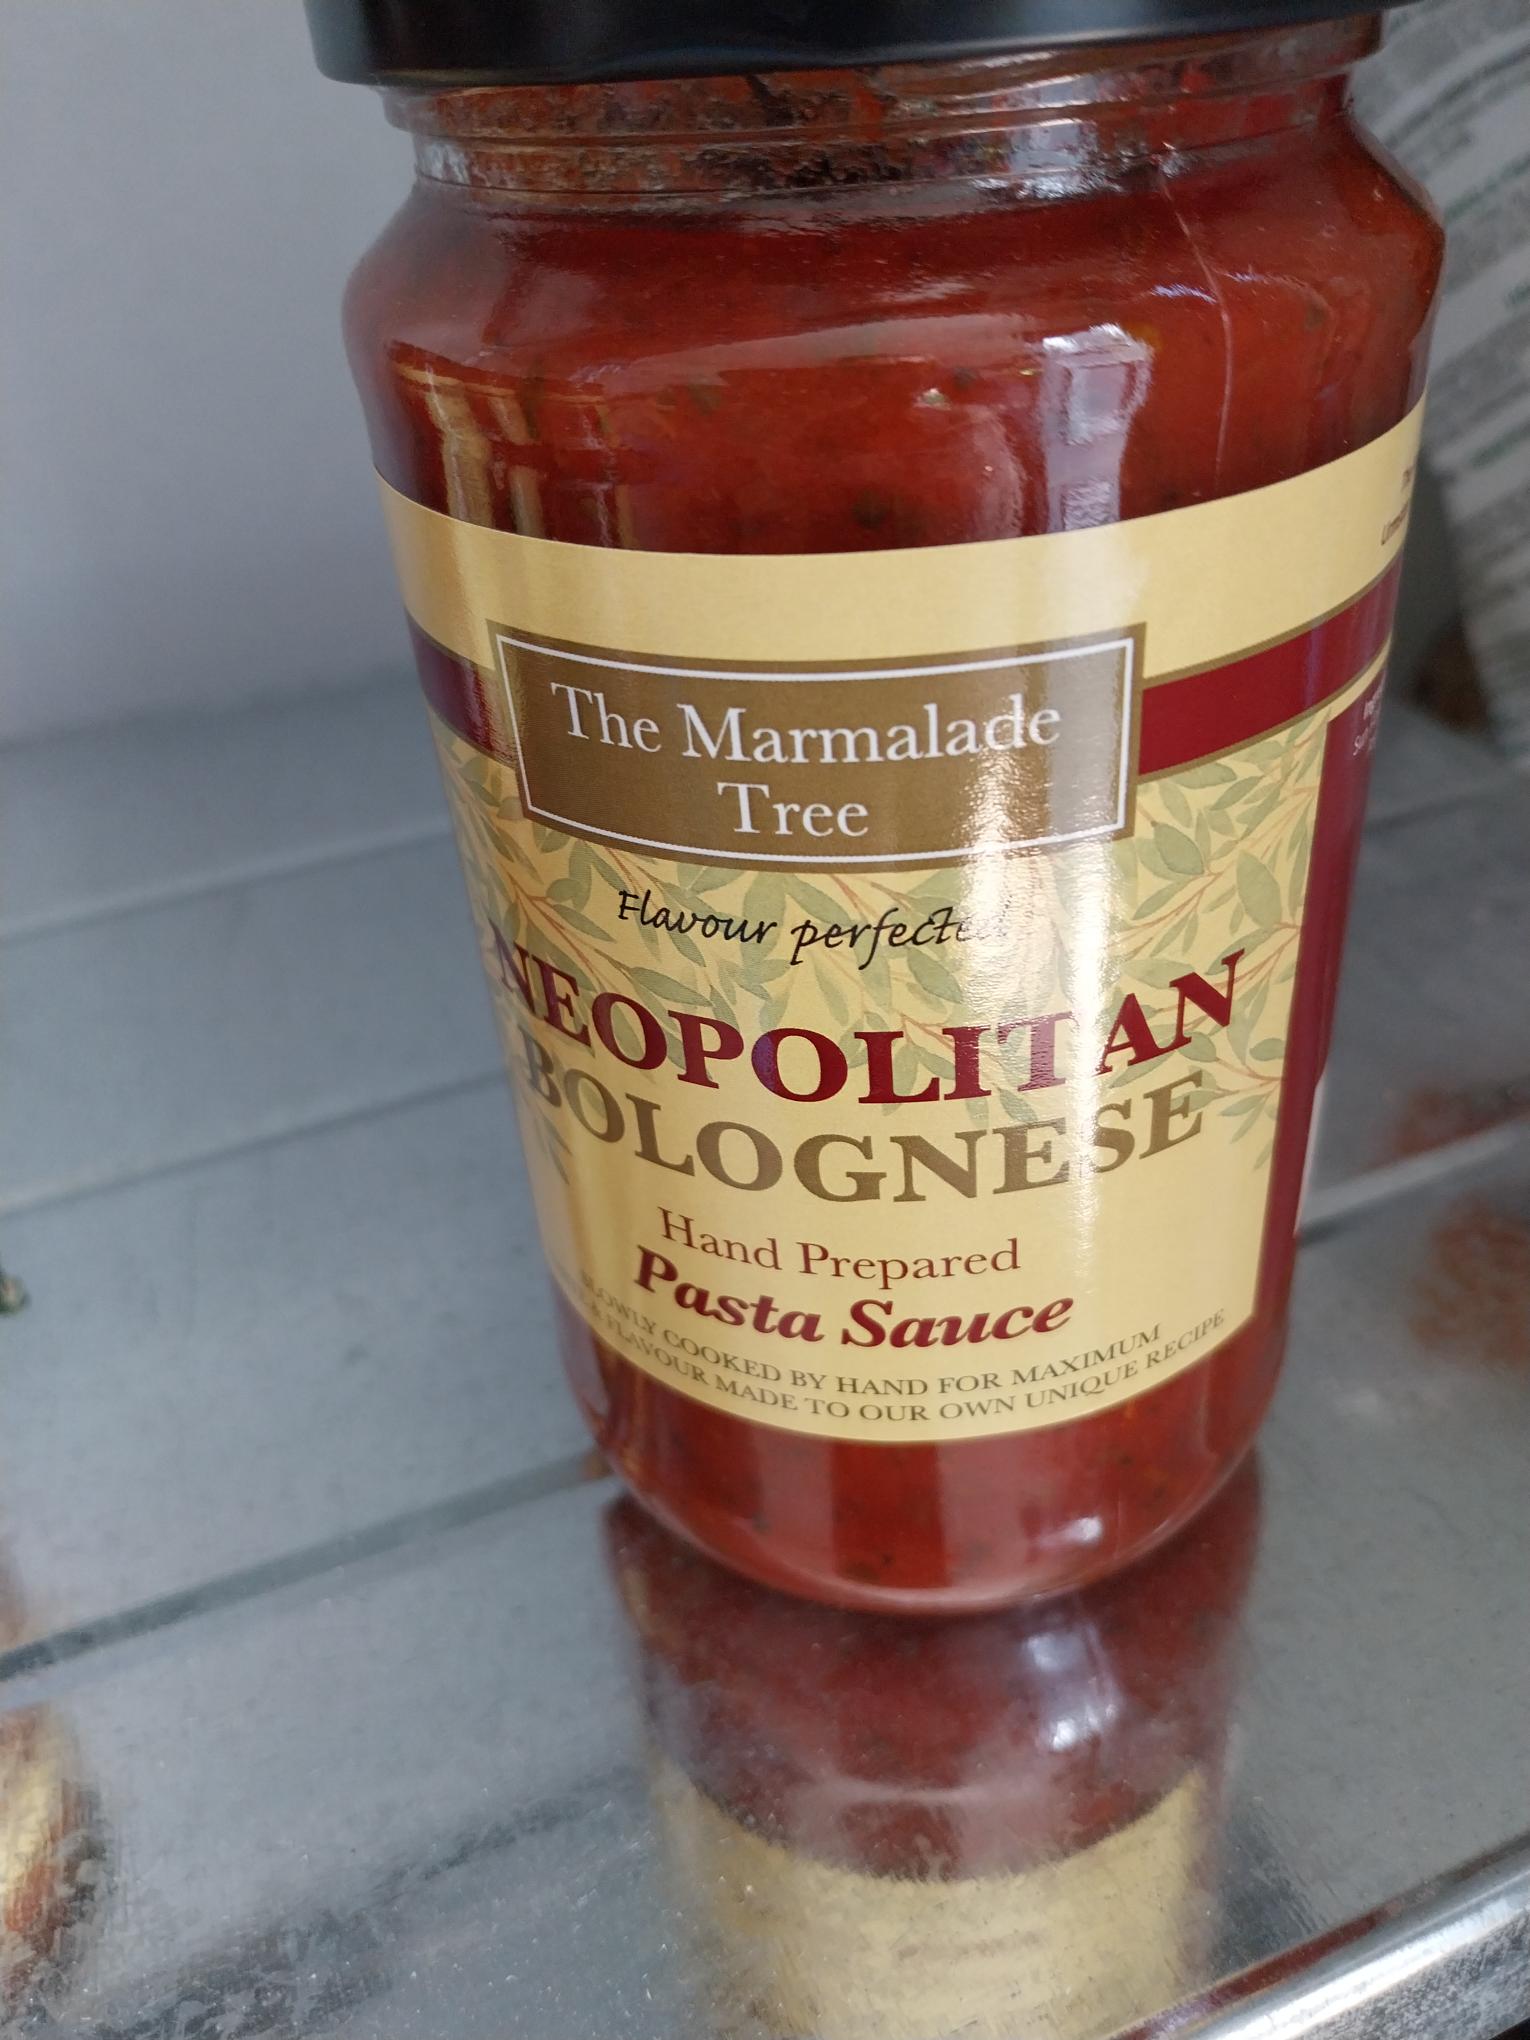 The Marmalade
Tree
Flavour perfected
NEOPOLITAN
BOLOGNESE
Hand Prepared
Pasta Sauce
SLOWLY COOKED BY HAND FOR MAXIMUM
& FLAVOUR MADE TO OUR OWN UNIQUE RECIPE